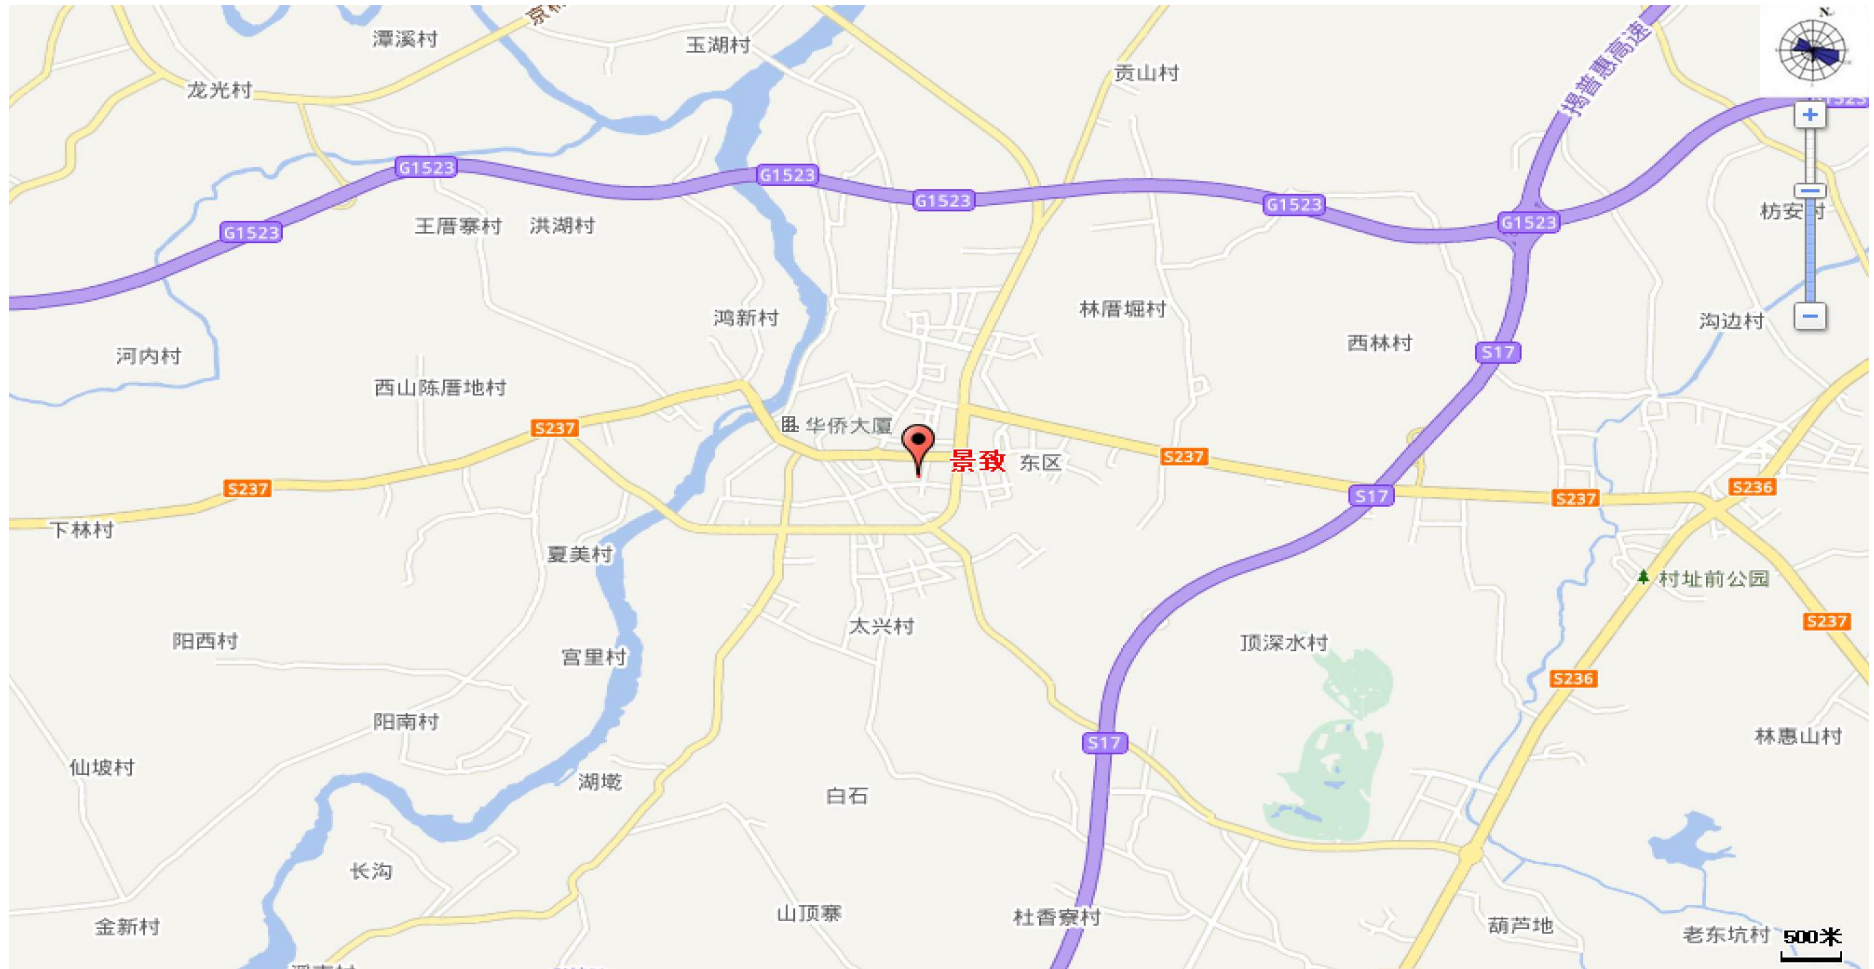 潭溪村
玉湖村
贡山村
龙光村
揭普惠高速
N
G1523
G1523
G1523
G1523
G1523
G1523
王厝寨村
洪湖村
枋安村
鸿新村
林厝堀村
沟边村
河内村
西林村
S17
西山陈厝地村
S237
华侨大厦
景致
东区
S237
S237
S17
S237
S236
下林村
夏美村
村址前公园
阳西村
太兴村
顶深水村
S237
宫里村
S236
阳南村
S17
林惠山村
仙坡村
湖墘
白石
长沟
金新村
山顶寨
杜香寮村
葫芦地
老东坑村
500米